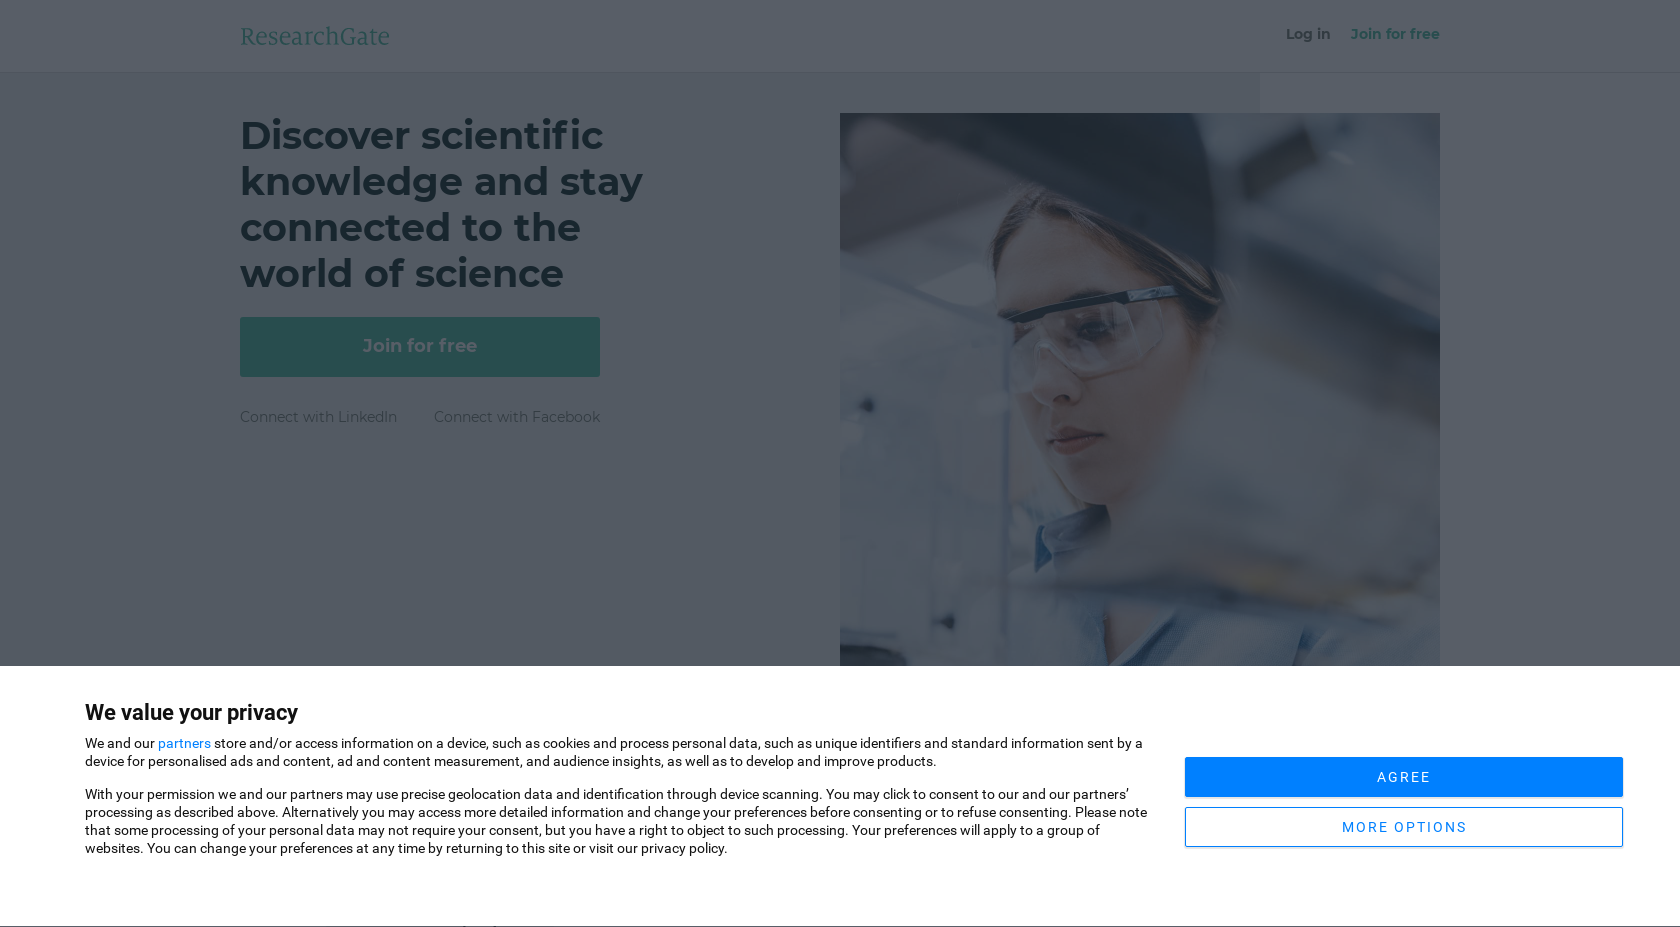 ResearchGate
Log in
Join for free
Discover scientific
knowledge and stay
connected to the
world of science
Join for free
Connect with LinkedIn
Connect with Facebook
We value your privacy
We and our partners store and/or access information on a device, such as cookies and process personal data, such as unique identifiers and standard information sent by a
device for personalised ads and content, ad and content measurement, and audience insights, as well as to develop and improve products.
With your permission we and our partners may use precise geolocation data and identification through device scanning. You may click to consent to our and our partners’
processing as described above. Alternatively you may access more detailed information and change your preferences before consenting or to refuse consenting. Please note
that some processing of your personal data may not require your consent, but you have a right to object to such processing. Your preferences will apply to a group of
websites. You can change your preferences at any time by returning to this site or visit our privacy policy.
AGREE
MORE OPTIONS